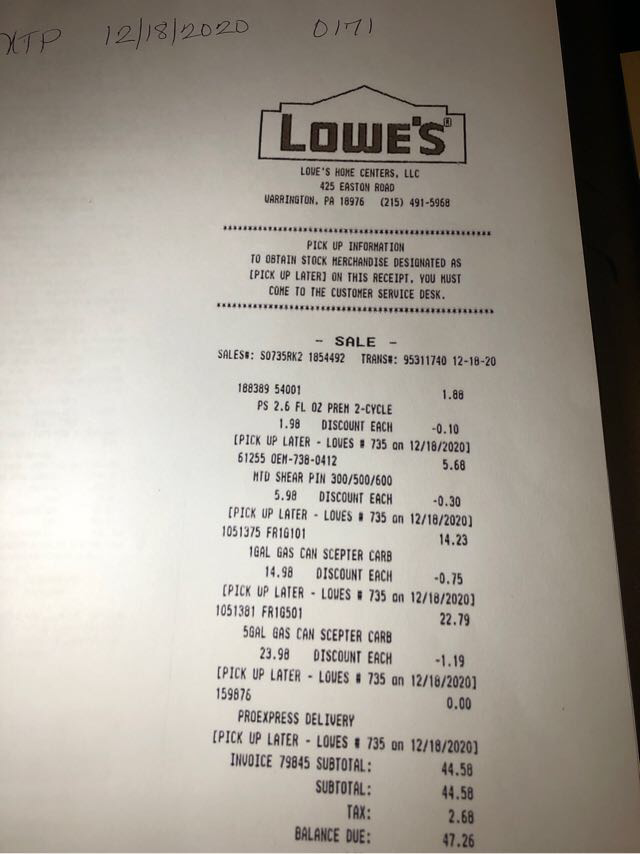 XTP 12/18/2020 0171
LOWE'S®
LOWE'S HOME CENTERS, LLC
425 EASTON ROAD
WARRINGTON, PA 18976 (215) 491-5968
PICK UP INFORMATION
TO OBTAIN STOCK MERCHANDISE DESIGNATED AS
[PICK UP LATER] ON THIS RECEIPT, YOU MUST
COME TO THE CUSTOMER SERVICE DESK.
- SALE -
SALES#: S0735RK2 1854492 TRANS#: 95311740 12-18-20
188389 54001 1.88
PS 2.6 FL OZ PREM 2-CYCLE
1.98 DISCOUNT EACH -0.10
[PICK UP LATER - LOWES # 735 on 12/18/2020]
61255 OEM-738-0412 5.68
MTD SHEAR PIN 300/500/600
5.98 DISCOUNT EACH -0.30
[PICK UP LATER - LOWES # 735 on 12/18/2020]
1051375 FR1G101 14.23
1GAL GAS CAN SCEPTER CARB
14.98 DISCOUNT EACH -0.75
[PICK UP LATER - LOWES # 735 on 12/18/2020]
1051381 FR1G501 22.79
5GAL GAS CAN SCEPTER CARB
23.98 DISCOUNT EACH -1.19
[PICK UP LATER - LOWES # 735 on 12/18/2020]
159876 0.00
PROEXPRESS DELIVERY
[PICK UP LATER - LOWES # 735 on 12/18/2020]
INVOICE 79845 SUBTOTAL: 44.58
SUBTOTAL: 44.58
TAX: 2.68
BALANCE DUE: 47.26